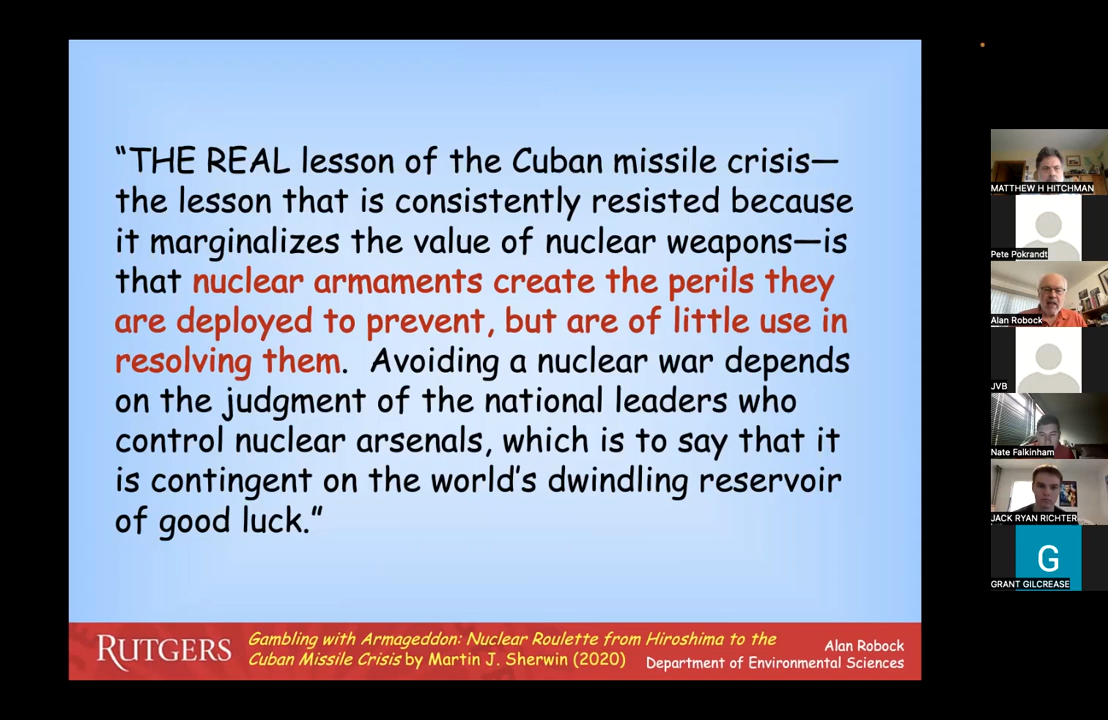 “THE REAL lesson of the Cuban missile crisis—
the lesson that is consistently resisted because
it marginalizes the value of nuclear weapons—is
that nuclear armaments create the perils they
are deployed to prevent, but are of little use in
resolving them.  Avoiding a nuclear war depends
on the judgment of the national leaders who
control nuclear arsenals, which is to say that it
is contingent on the world’s dwindling reservoir
of good luck.”
RUTGERS
Gambling with Armageddon: Nuclear Roulette from Hiroshima to the
Cuban Missile Crisis by Martin J. Sherwin (2020)
Alan Robock
Department of Environmental Sciences
MATTHEW H HITCHMAN
Pete Pokrandt
Alan Robock
JVB
Nate Falkinham
JACK RYAN RICHTER
G
GRANT GILCREASE